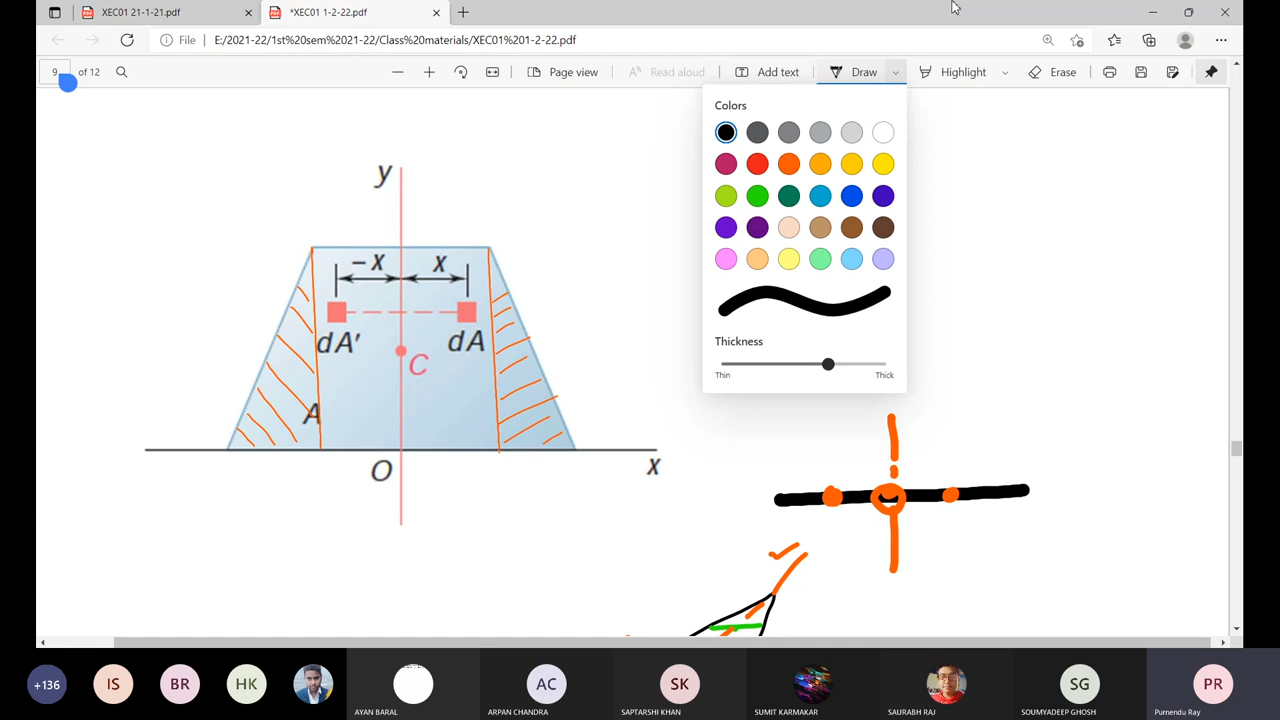 XEC01 21-1-21.pdf
*XEC01 1-2-22.pdf
File E:/2021-22/1st%20sem%2021-22/Class%20materials/XEC01%201-2-22.pdf
9 of 12 Page view Read aloud Add text Draw Highlight Erase
Colors
Thickness
Thin Thick
y
-x x
dA' dA
C
A
O x
+136 IS BR HK AC SK SG PR
AYAN BARAL ARPAN CHANDRA SAPTARSHI KHAN SUMIT KARMAKAR SAURABH RAJ SOUMYADEEP GHOSH Purnendu Ray